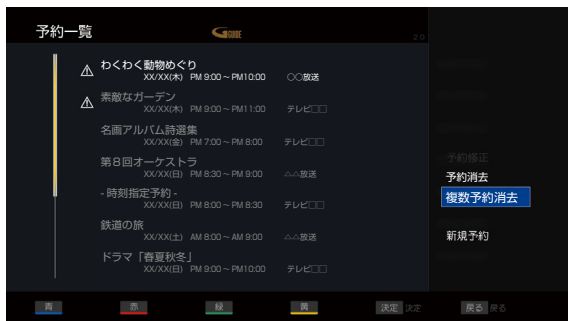 予約一覧
GGUIDE
20
わくわく動物めぐり
XX/XX(木) PM 9:00～PM10:00 ○○放送
素敵なガーデン
XX/XX(木) PM 9:00～PM11:00 テレビ□□
名画アルバム詩選集
XX/XX(金) PM 7:00～PM 8:00 テレビ□□
第8回オーケストラ
XX/XX(日) PM 8:30～PM 9:00 △△放送
- 時刻指定予約 -
XX/XX(日) PM 8:00～PM 8:30 テレビ□□
鉄道の旅
XX/XX(土) AM 8:00～AM 9:00 △△放送
ドラマ「春夏秋冬」
XX/XX(日) PM 9:00～PM10:00 テレビ□□
予約修正
予約消去
複数予約消去
新規予約
青 赤 緑 黄 決定 決定 戻る 戻る